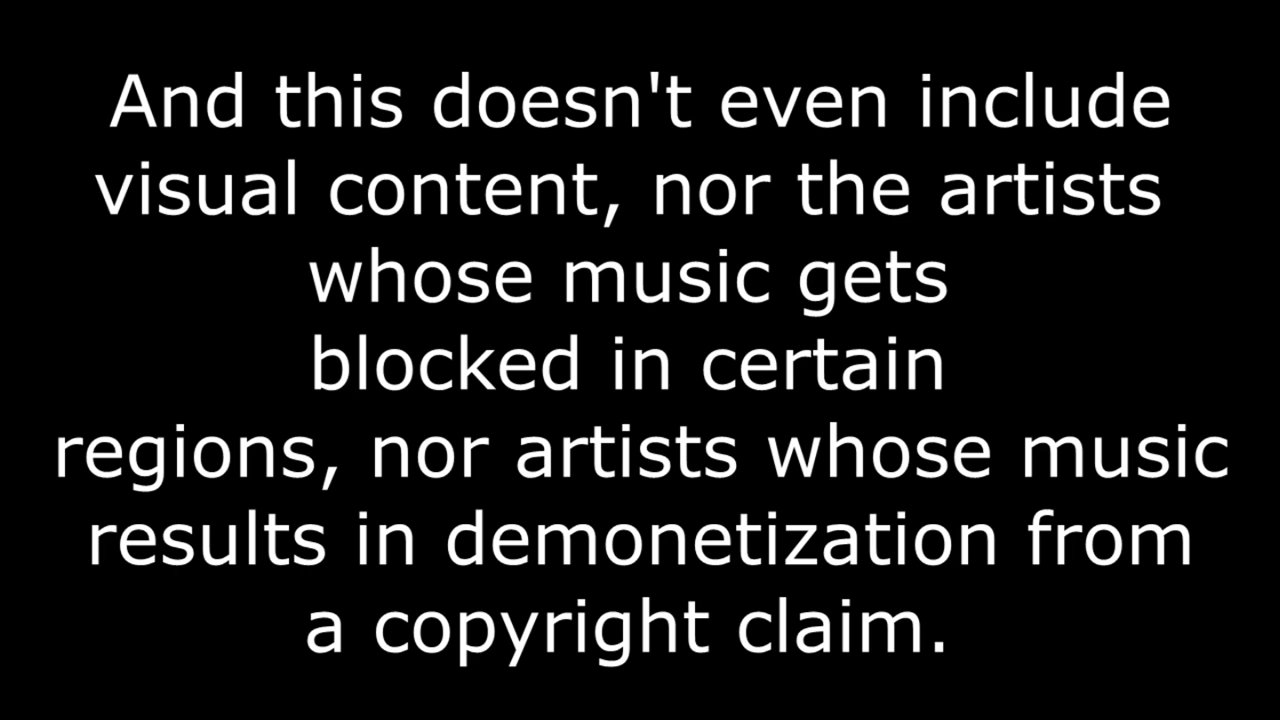 And this doesn't even include
visual content, nor the artists
whose music gets
blocked in certain
regions, nor artists whose music
results in demonetization from
a copyright claim.